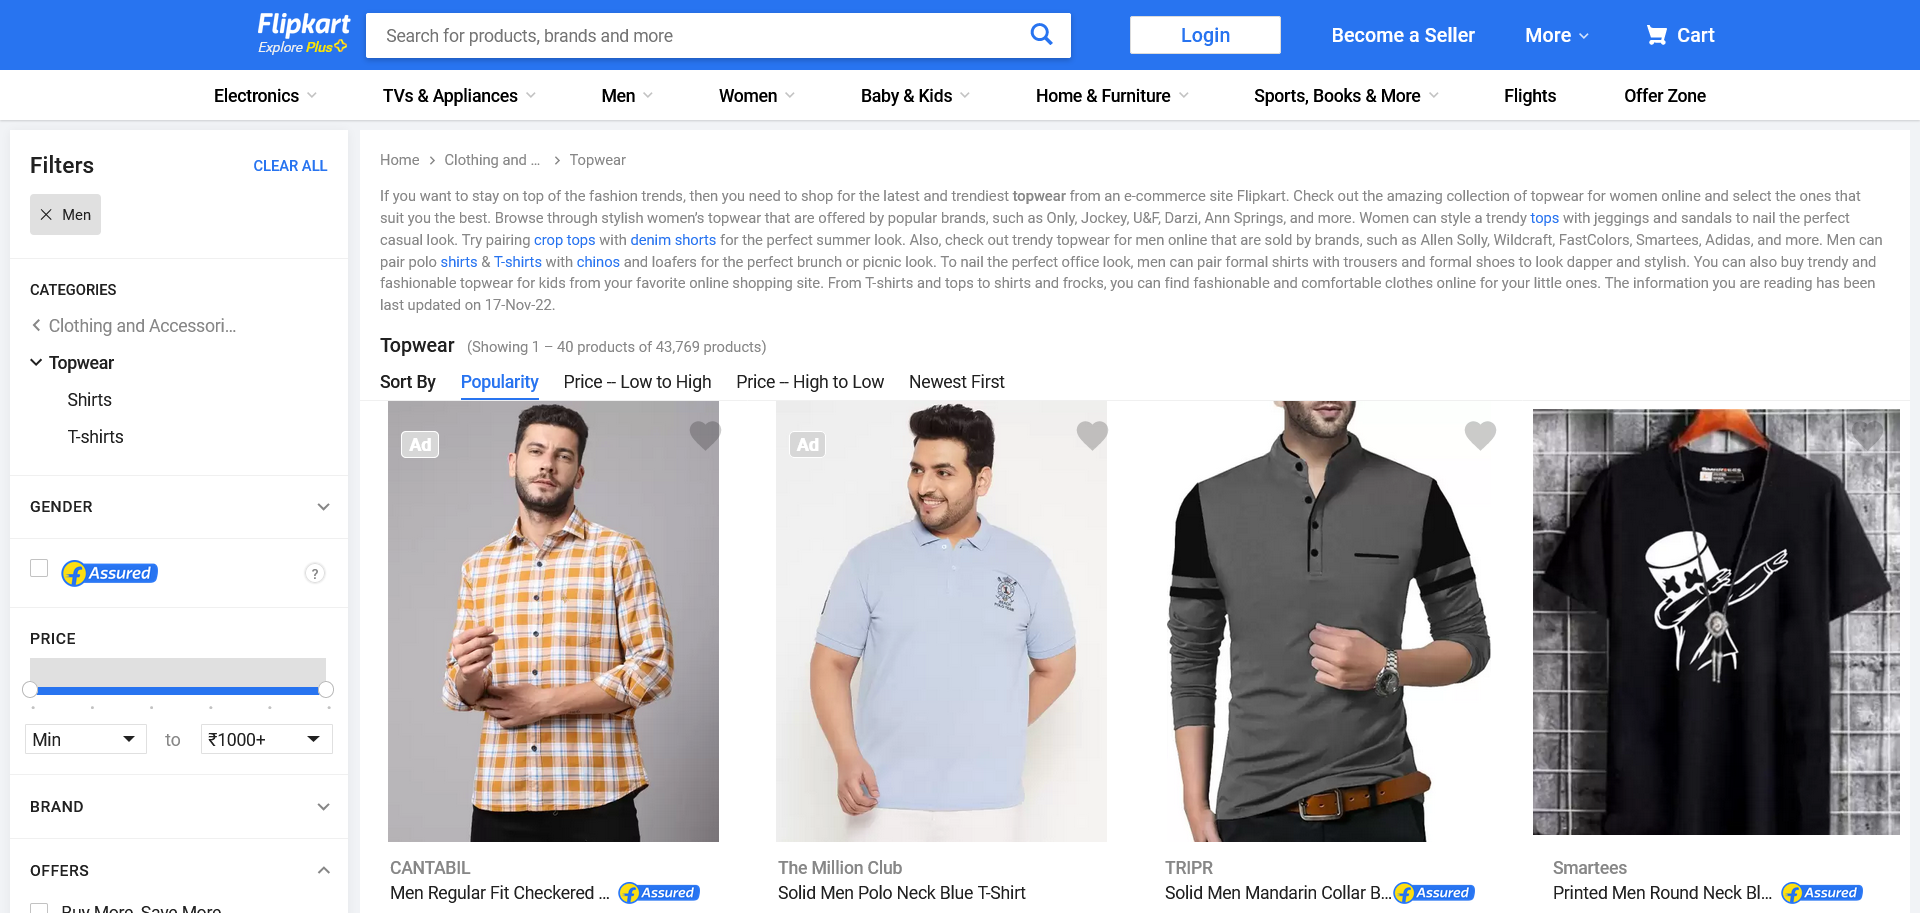 Flipkart
Explore Plus
Search for products, brands and more
Login
Become a Seller
More
Cart
Electronics
TVs & Appliances
Men
Women
Baby & Kids
Home & Furniture
Sports, Books & More
Flights
Offer Zone
Filters
CLEAR ALL
Men
CATEGORIES
Clothing and Accessori...
Topwear
Shirts
T-shirts
GENDER
Assured
?
PRICE
Min
to
₹1000+
BRAND
OFFERS
Buy More, Save More
Home
Clothing and ...
Topwear
If you want to stay on top of the fashion trends, then you need to shop for the latest and trendiest topwear from an e-commerce site Flipkart. Check out the amazing collection of topwear for women online and select the ones that
suit you the best. Browse through stylish women's topwear that are offered by popular brands, such as Only, Jockey, U&F, Darzi, Ann Springs, and more. Women can style a trendy tops with jeggings and sandals to nail the perfect
casual look. Try pairing crop tops with denim shorts for the perfect summer look. Also, check out trendy topwear for men online that are sold by brands, such as Allen Solly, Wildcraft, FastColors, Smartees, Adidas, and more. Men can
pair polo shirts & T-shirts with chinos and loafers for the perfect brunch or picnic look. To nail the perfect office look, men can pair formal shirts with trousers and formal shoes to look dapper and stylish. You can also buy trendy and
fashionable topwear for kids from your favorite online shopping site. From T-shirts and tops to shirts and frocks, you can find fashionable and comfortable clothes online for your little ones. The information you are reading has been
last updated on 17-Nov-22.
Topwear (Showing 1 – 40 products of 43,769 products)
Sort By
Popularity
Price -- Low to High
Price -- High to Low
Newest First
Ad
Ad
CANTABIL
Men Regular Fit Checkered ...
Assured
The Million Club
Solid Men Polo Neck Blue T-Shirt
TRIPR
Solid Men Mandarin Collar B...
Assured
Smartees
Printed Men Round Neck Bl...
Assured